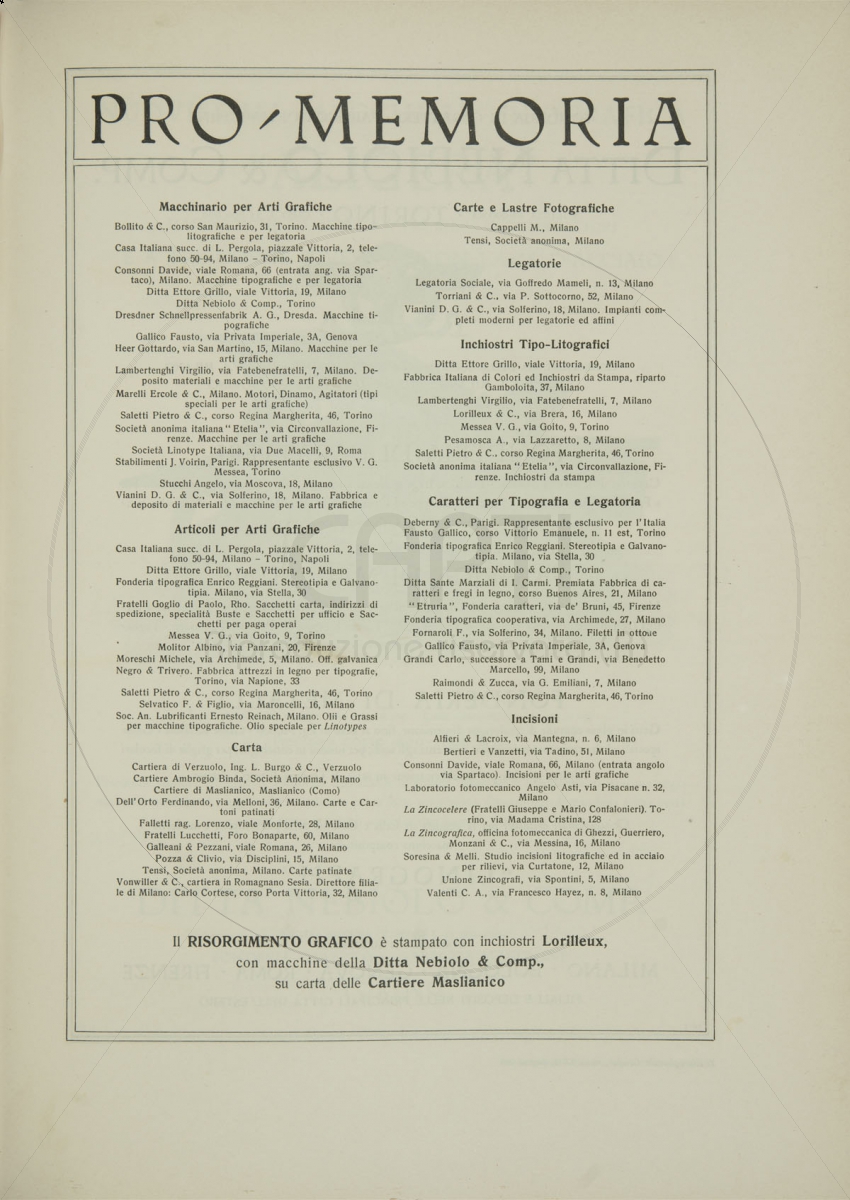 PRO-MEMORIA
Macchinario per Arti Grafiche
Bollito & C., corso San Maurizio, 31, Torino. Macchine tipo-
litografiche e per legatoria
Casa Italiana succ. di L. Pergola, piazzale Vittoria, 2, tele-
fono 50-94, Milano - Torino, Napoli
Consonni Davide, viale Romana, 66 (entrata ang. via Spar-
taco), Milano. Macchine tipografiche e per legatoria
Ditta Ettore Grillo, viale Vittoria, 19, Milano
Ditta Nebiolo & Comp., Torino
Dresdner Schnellpressenfabrik A. G., Dresda. Macchine ti-
pografiche
Gallico Fausto, via Privata Imperiale, 3A, Genova
Heer Gottardo, via San Martino, 15, Milano. Macchine per le
arti grafiche
Lambertenghi Virgilio, via Fatebenefratelli, 7, Milano. De-
posito materiali e macchine per le arti grafiche
Marelli Ercole & C., Milano. Motori, Dinamo, Agitatori (tipi
speciali per le arti grafiche)
Saletti Pietro & C., corso Regina Margherita, 46, Torino
Società anonima italiana "Etelia", via Circonvallazione, Fi-
renze. Macchine per le arti grafiche
Società Linotype Italiana, via Due Macelli, 9, Roma
Stabilimenti J. Voirin, Parigi. Rappresentante esclusivo V. G.
Messea, Torino
Stucchi Angelo, via Moscova, 18, Milano
Vianini D. G. & C., via Solferino, 18, Milano. Fabbrica e
deposito di materiali e macchine per le arti grafiche
Articoli per Arti Grafiche
Casa Italiana succ. di L. Pergola, piazzale Vittoria, 2, tele-
fono 50-94, Milano - Torino, Napoli
Ditta Ettore Grillo, viale Vittoria, 19, Milano
Fonderia tipografica Enrico Reggiani. Stereotipia e Galvano-
tipia. Milano, via Stella, 30
Fratelli Goglio di Paolo, Rho. Sacchetti carta, indirizzi di
spedizione, specialità Buste e Sacchetti per ufficio e Sac-
chetti per paga operai
Messea V. G., via Goito, 9, Torino
Molitor Albino, via Panzani, 20, Firenze
Moreschi Michele, via Archimede, 5, Milano. Off. galvanica
Negro & Trivero. Fabbrica attrezzi in legno per tipografie,
Torino, via Napione, 33
Saletti Pietro & C., corso Regina Margherita, 46, Torino
Selvatico F. & Figlio, via Maroncelli, 16, Milano
Soc. An. Lubrificanti Ernesto Reinach, Milano. Olii e Grassi
per macchine tipografiche. Olio speciale per Linotypes
Carta
Cartiera di Verzuolo, Ing. L. Burgo & C., Verzuolo
Cartiere Ambrogio Binda, Società Anonima, Milano
Cartiere di Maslianico, Maslianico (Como)
Dell'Orto Ferdinando, via Melloni, 36, Milano. Carte e Car-
toni patinati
Falletti rag. Lorenzo, viale Monforte, 28, Milano
Fratelli Lucchetti, Foro Bonaparte, 60, Milano
Galleani & Pezzani, viale Romana, 26, Milano
Pozza & Clivio, via Disciplini, 15, Milano
Tensi, Società anonima, Milano. Carte patinate
Vonwiller & C., cartiera in Romagnano Sesia. Direttore filia-
le di Milano: Carlo Cortese, corso Porta Vittoria, 32, Milano
Carte e Lastre Fotografiche
Cappelli M., Milano
Tensi, Società anonima, Milano
Legatorie
Legatoria Sociale, via Goffredo Mameli, n. 13, Milano
Torriani & C., via P. Sottocorno, 52, Milano
Vianini D. G. & C., via Solferino, 18, Milano. Impianti com-
pleti moderni per legatorie ed affini
Inchiostri Tipo-Litografici
Ditta Ettore Grillo, viale Vittoria, 19, Milano
Fabbrica Italiana di Colori ed Inchiostri da Stampa, riparto
Gamboloita, 37, Milano
Lambertenghi Virgilio, via Fatebenefratelli, 7, Milano
Lorilleux & C., via Brera, 16, Milano
Messea V. G., via Goito, 9, Torino
Pesamosca A., via Lazzaretto, 8, Milano
Saletti Pietro & C., corso Regina Margherita, 46, Torino
Società anonima italiana "Etelia", via Circonvallazione, Fi-
renze. Inchiostri da stampa
Caratteri per Tipografia e Legatoria
Deberny & C., Parigi. Rappresentante esclusivo per l'Italia
Fausto Gallico, corso Vittorio Emanuele, n. 11 est, Torino
Fonderia tipografica Enrico Reggiani. Stereotipia e Galvano-
tipia. Milano, via Stella, 30
Ditta Nebiolo & Comp., Torino
Ditta Sante Marziali di I. Carmi. Premiata Fabbrica di ca-
ratteri e fregi in legno, corso Buenos Aires, 21, Milano
"Etruria", Fonderia caratteri, via de' Bruni, 45, Firenze
Fonderia tipografica cooperativa, via Archimede, 27, Milano
Fornaroli F., via Solferino, 34, Milano. Filetti in ottone
Gallico Fausto, via Privata Imperiale, 3A, Genova
Grandi Carlo, successore a Tami e Grandi, via Benedetto
Marcello, 99, Milano
Raimondi & Zucca, via G. Emiliani, 7, Milano
Saletti Pietro & C., corso Regina Margherita, 46, Torino
Incisioni
Alfieri & Lacroix, via Mantegna, n. 6, Milano
Bertieri e Vanzetti, via Tadino, 51, Milano
Consonni Davide, viale Romana, 66, Milano (entrata angolo
via Spartaco). Incisioni per le arti grafiche
Laboratorio fotomeccanico Angelo Asti, via Pisacane n. 32,
Milano
La Zincocelere (Fratelli Giuseppe e Mario Confalonieri). To-
rino, via Madama Cristina, 128
La Zincografica, officina fotomeccanica di Ghezzi, Guerriero,
Monzani & C., via Messina, 16, Milano
Soresina & Melli. Studio incisioni litografiche ed in acciaio
per rilievi, via Curtatone, 12, Milano
Unione Zincografi, via Spontini, 5, Milano
Valenti C. A., via Francesco Hayez, n. 8, Milano
Il RISORGIMENTO GRAFICO è stampato con inchiostri Lorilleux,
con macchine della Ditta Nebiolo & Comp.,
su carta delle Cartiere Maslianico